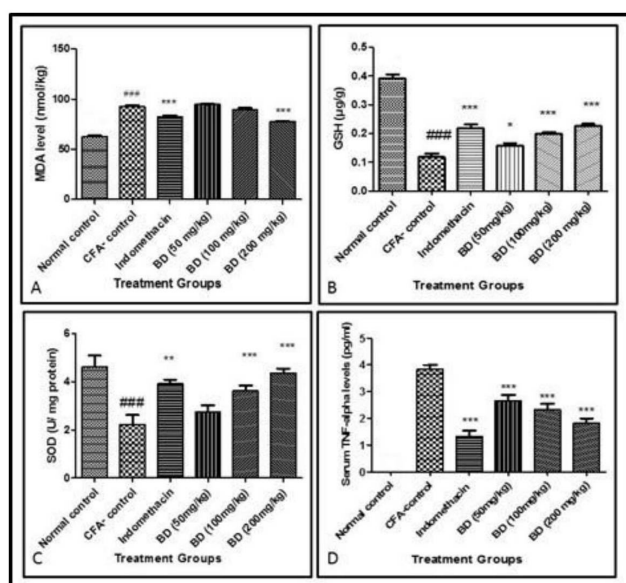 MDA level (nmol/kg)
150
100
50
0
###
***
***
Normal control
CFA- control
Indomethacin
BD (50 mg/kg)
BD (100 mg/kg)
BD (200 mg/kg)
A
Treatment Groups
GSH (µg/g)
0.5
0.4
0.3
0.2
0.1
0.0
###
***
*
***
***
Normal control
CFA- control
Indomethacin
BD (50mg/kg)
BD (100mg/kg)
BD (200 mg/kg)
B
Treatment Groups
SOD (U/ mg protein)
6
4
2
0
###
**
***
***
Normal control
CFA- control
Indomethacin
BD (50mg/kg)
BD (100mg/kg)
BD (200mg/kg)
C
Treatment Groups
Serum TNF-alpha levels (pg/ml)
5
4
3
2
1
0
***
***
***
***
Normal control
CFA-control
Indomethacin
BD (50mg/kg)
BD (100mg/kg)
BD (200 mg/kg)
D
Treatment Groups